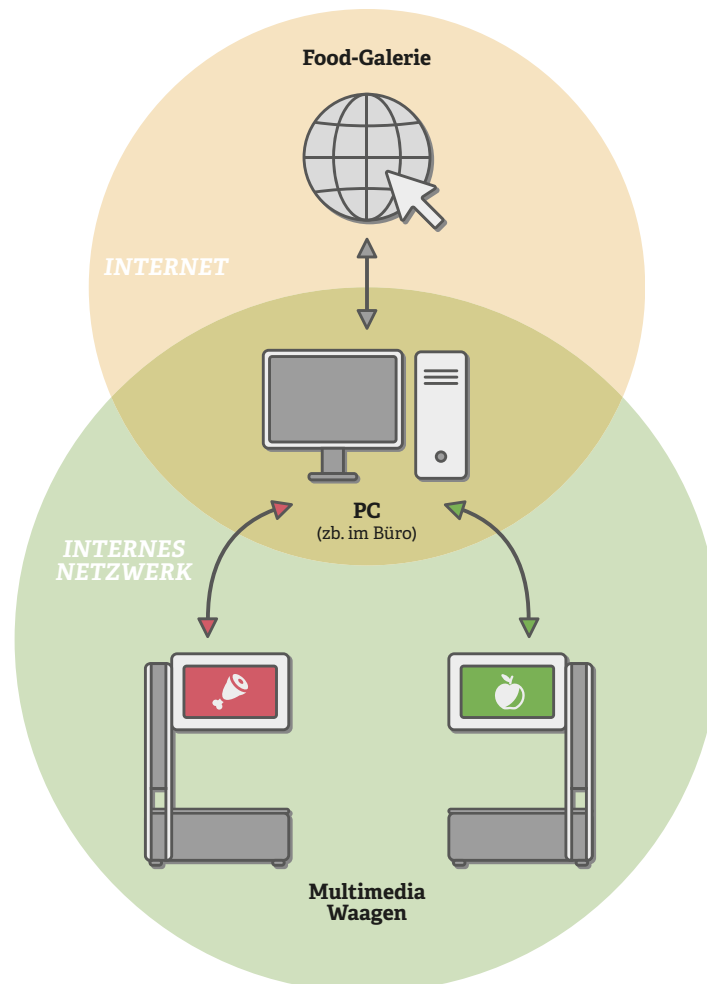 Food-Galerie
INTERNET
PC
(zb. im Büro)
INTERNES
NETZWERK
Multimedia
Waagen